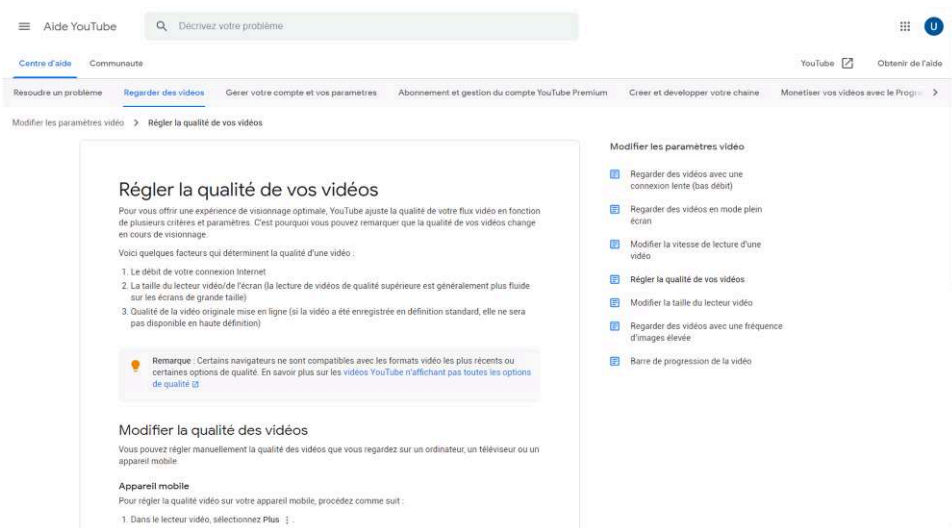 Aide YouTube
Décrivez votre problème
U
Centre d'aide
Communauté
YouTube
Obtenir de l'aide
Résoudre un problème
Regarder des vidéos
Gérer votre compte et vos paramètres
Abonnement et gestion du compte YouTube Premium
Créer et développer votre chaîne
Monétiser vos vidéos avec le Progra
Modifier les paramètres vidéo
Régler la qualité de vos vidéos
Régler la qualité de vos vidéos
Pour vous offrir une expérience de visionnage optimale, YouTube ajuste la qualité de votre flux vidéo en fonction
de plusieurs critères et paramètres. C'est pourquoi vous pouvez remarquer que la qualité de vos vidéos change
en cours de visionnage.
Voici quelques facteurs qui déterminent la qualité d'une vidéo :
1. Le débit de votre connexion Internet
2. La taille du lecteur vidéo/de l'écran (la lecture de vidéos de qualité supérieure est généralement plus fluide
sur les écrans de grande taille)
3. Qualité de la vidéo originale mise en ligne (si la vidéo a été enregistrée en définition standard, elle ne sera
pas disponible en haute définition)
Remarque : Certains navigateurs ne sont compatibles avec les formats vidéo les plus récents ou
certaines options de qualité. En savoir plus sur les vidéos YouTube n'affichant pas toutes les options
de qualité
Modifier la qualité des vidéos
Vous pouvez régler manuellement la qualité des vidéos que vous regardez sur un ordinateur, un téléviseur ou un
appareil mobile.
Appareil mobile
Pour régler la qualité vidéo sur votre appareil mobile, procédez comme suit :
1. Dans le lecteur vidéo, sélectionnez Plus ⋮ .
Modifier les paramètres vidéo
Regarder des vidéos avec une
connexion lente (bas débit)
Regarder des vidéos en mode plein
écran
Modifier la vitesse de lecture d'une
vidéo
Régler la qualité de vos vidéos
Modifier la taille du lecteur vidéo
Regarder des vidéos avec une fréquence
d'images élevée
Barre de progression de la vidéo